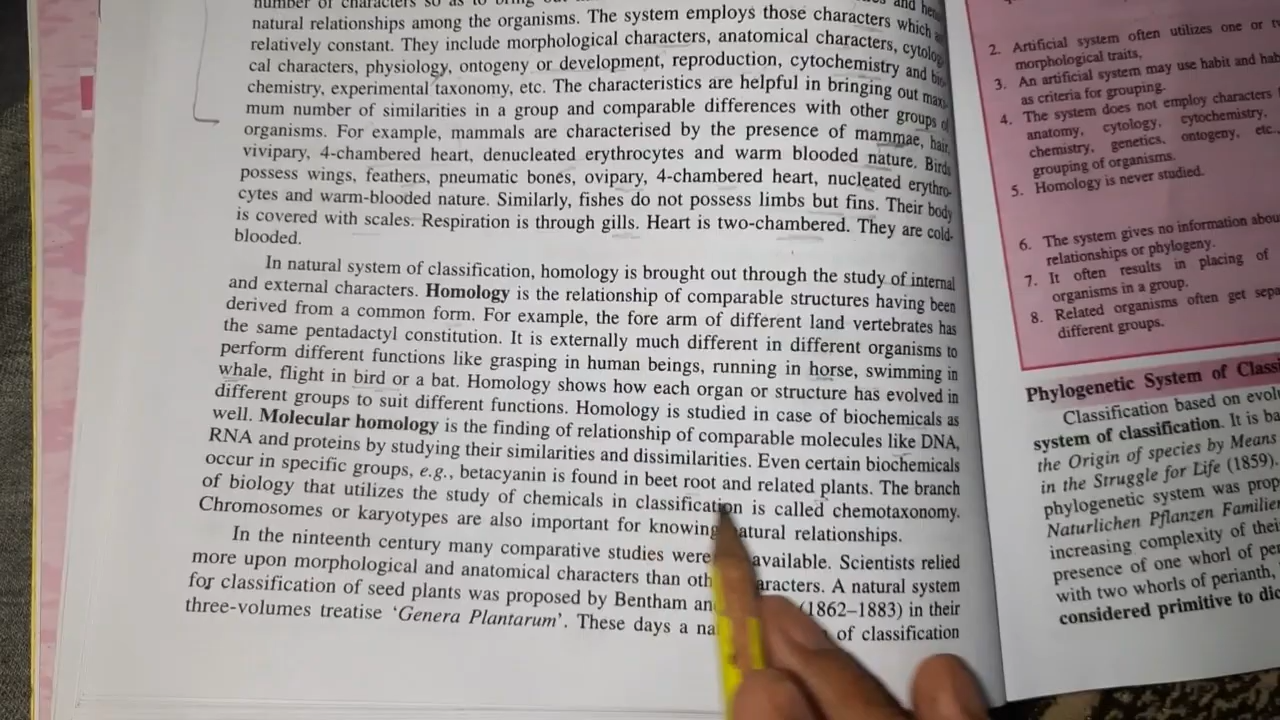 number of characters so as to bring out
natural relationships among the organisms. The system employs those characters which
relatively constant. They include morphological characters, anatomical characters, cytolo
cal characters, physiology, ontogeny or development, reproduction, cytochemistry and bio-
chemistry, experimental taxonomy, etc. The characteristics are helpful in bringing out maxi-
mum number of similarities in a group and comparable differences with other groups of
organisms. For example, mammals are characterised by the presence of mammae, hair,
vivipary, 4-chambered heart, denucleated erythrocytes and warm blooded nature. Birds
possess wings, feathers, pneumatic bones, ovipary, 4-chambered heart, nucleated erythro-
cytes and warm-blooded nature. Similarly, fishes do not possess limbs but fins. Their body
is covered with scales. Respiration is through gills. Heart is two-chambered. They are cold-
blooded.
In natural system of classification, homology is brought out through the study of internal
and external characters. Homology is the relationship of comparable structures having been
derived from a common form. For example, the fore arm of different land vertebrates has
the same pentadactyl constitution. It is externally much different in different organisms to
perform different functions like grasping in human beings, running in horse, swimming in
whale, flight in bird or a bat. Homology shows how each organ or structure has evolved in
different groups to suit different functions. Homology is studied in case of biochemicals as
well. Molecular homology is the finding of relationship of comparable molecules like DNA,
RNA and proteins by studying their similarities and dissimilarities. Even certain biochemicals
occur in specific groups, e.g., betacyanin is found in beet root and related plants. The branch
of biology that utilizes the study of chemicals in classification is called chemotaxonomy.
Chromosomes or karyotypes are also important for knowing natural relationships.
In the ninteenth century many comparative studies were available. Scientists relied
more upon morphological and anatomical characters than oth aracters. A natural system
for classification of seed plants was proposed by Bentham an (1862–1883) in their
three-volumes treatise ‘Genera Plantarum’. These days a na of classification
2. Artificial system often utilizes one or
morphological traits,
3. An artificial system may use habit and hab
as criteria for grouping.
4. The system does not employ characters
anatomy, cytology, cytochemistry,
chemistry, genetics, ontogeny, etc.
grouping of organisms.
5. Homology is never studied.
6. The system gives no information abou
relationships or phylogeny.
7. It often results in placing of
organisms in a group.
8. Related organisms often get sepa
different groups.
Phylogenetic System of Classi
Classification based on evol
system of classification. It is ba
the Origin of species by Means
in the Struggle for Life (1859).
phylogenetic system was prop
Naturlichen Pflanzen Familien
increasing complexity of their
presence of one whorl of pe
with two whorls of perianth,
considered primitive to dic